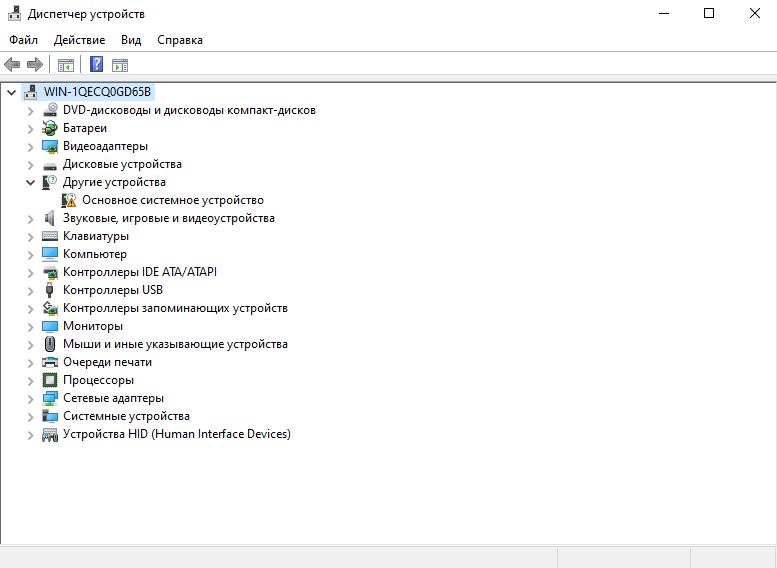 Диспетчер устройств
Файл Действие Вид Справка
WIN-1QECQ0GD65B
DVD-дисководы и дисководы компакт-дисков
Батареи
Видеоадаптеры
Дисковые устройства
Другие устройства
Основное системное устройство
Звуковые, игровые и видеоустройства
Клавиатуры
Компьютер
Контроллеры IDE ATA/ATAPI
Контроллеры USB
Контроллеры запоминающих устройств
Мониторы
Мыши и иные указывающие устройства
Очереди печати
Процессоры
Сетевые адаптеры
Системные устройства
Устройства HID (Human Interface Devices)